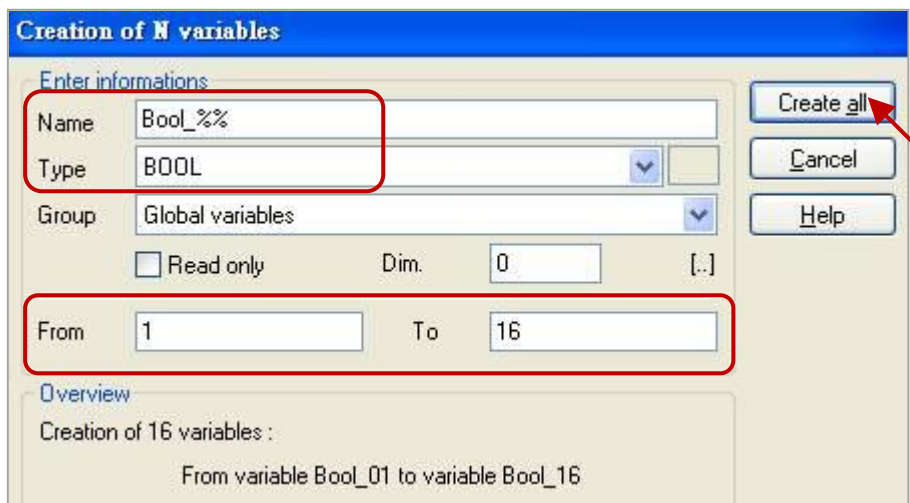 Creation of N variables
Enter informations
Name Bool_%% Create all
Type BOOL Cancel
Group Global variables Help
Read only Dim. 0 [..]
From 1 To 16
Overview
Creation of 16 variables :
From variable Bool_01 to variable Bool_16